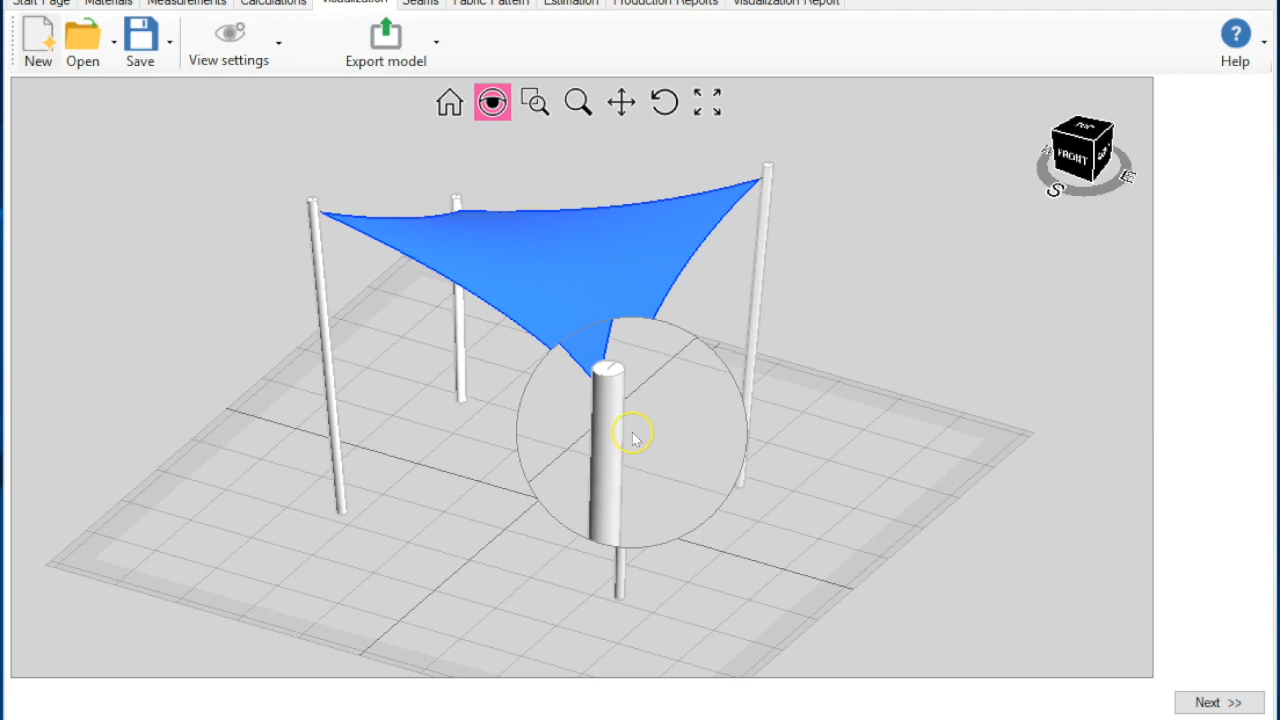 Start Page Materials Measurements Calculations Visualization Seams Fabric Pattern Estimation Production Reports Visualization Report
New Open Save View settings Export model Help
TOP
FRONT
S E
Next >>